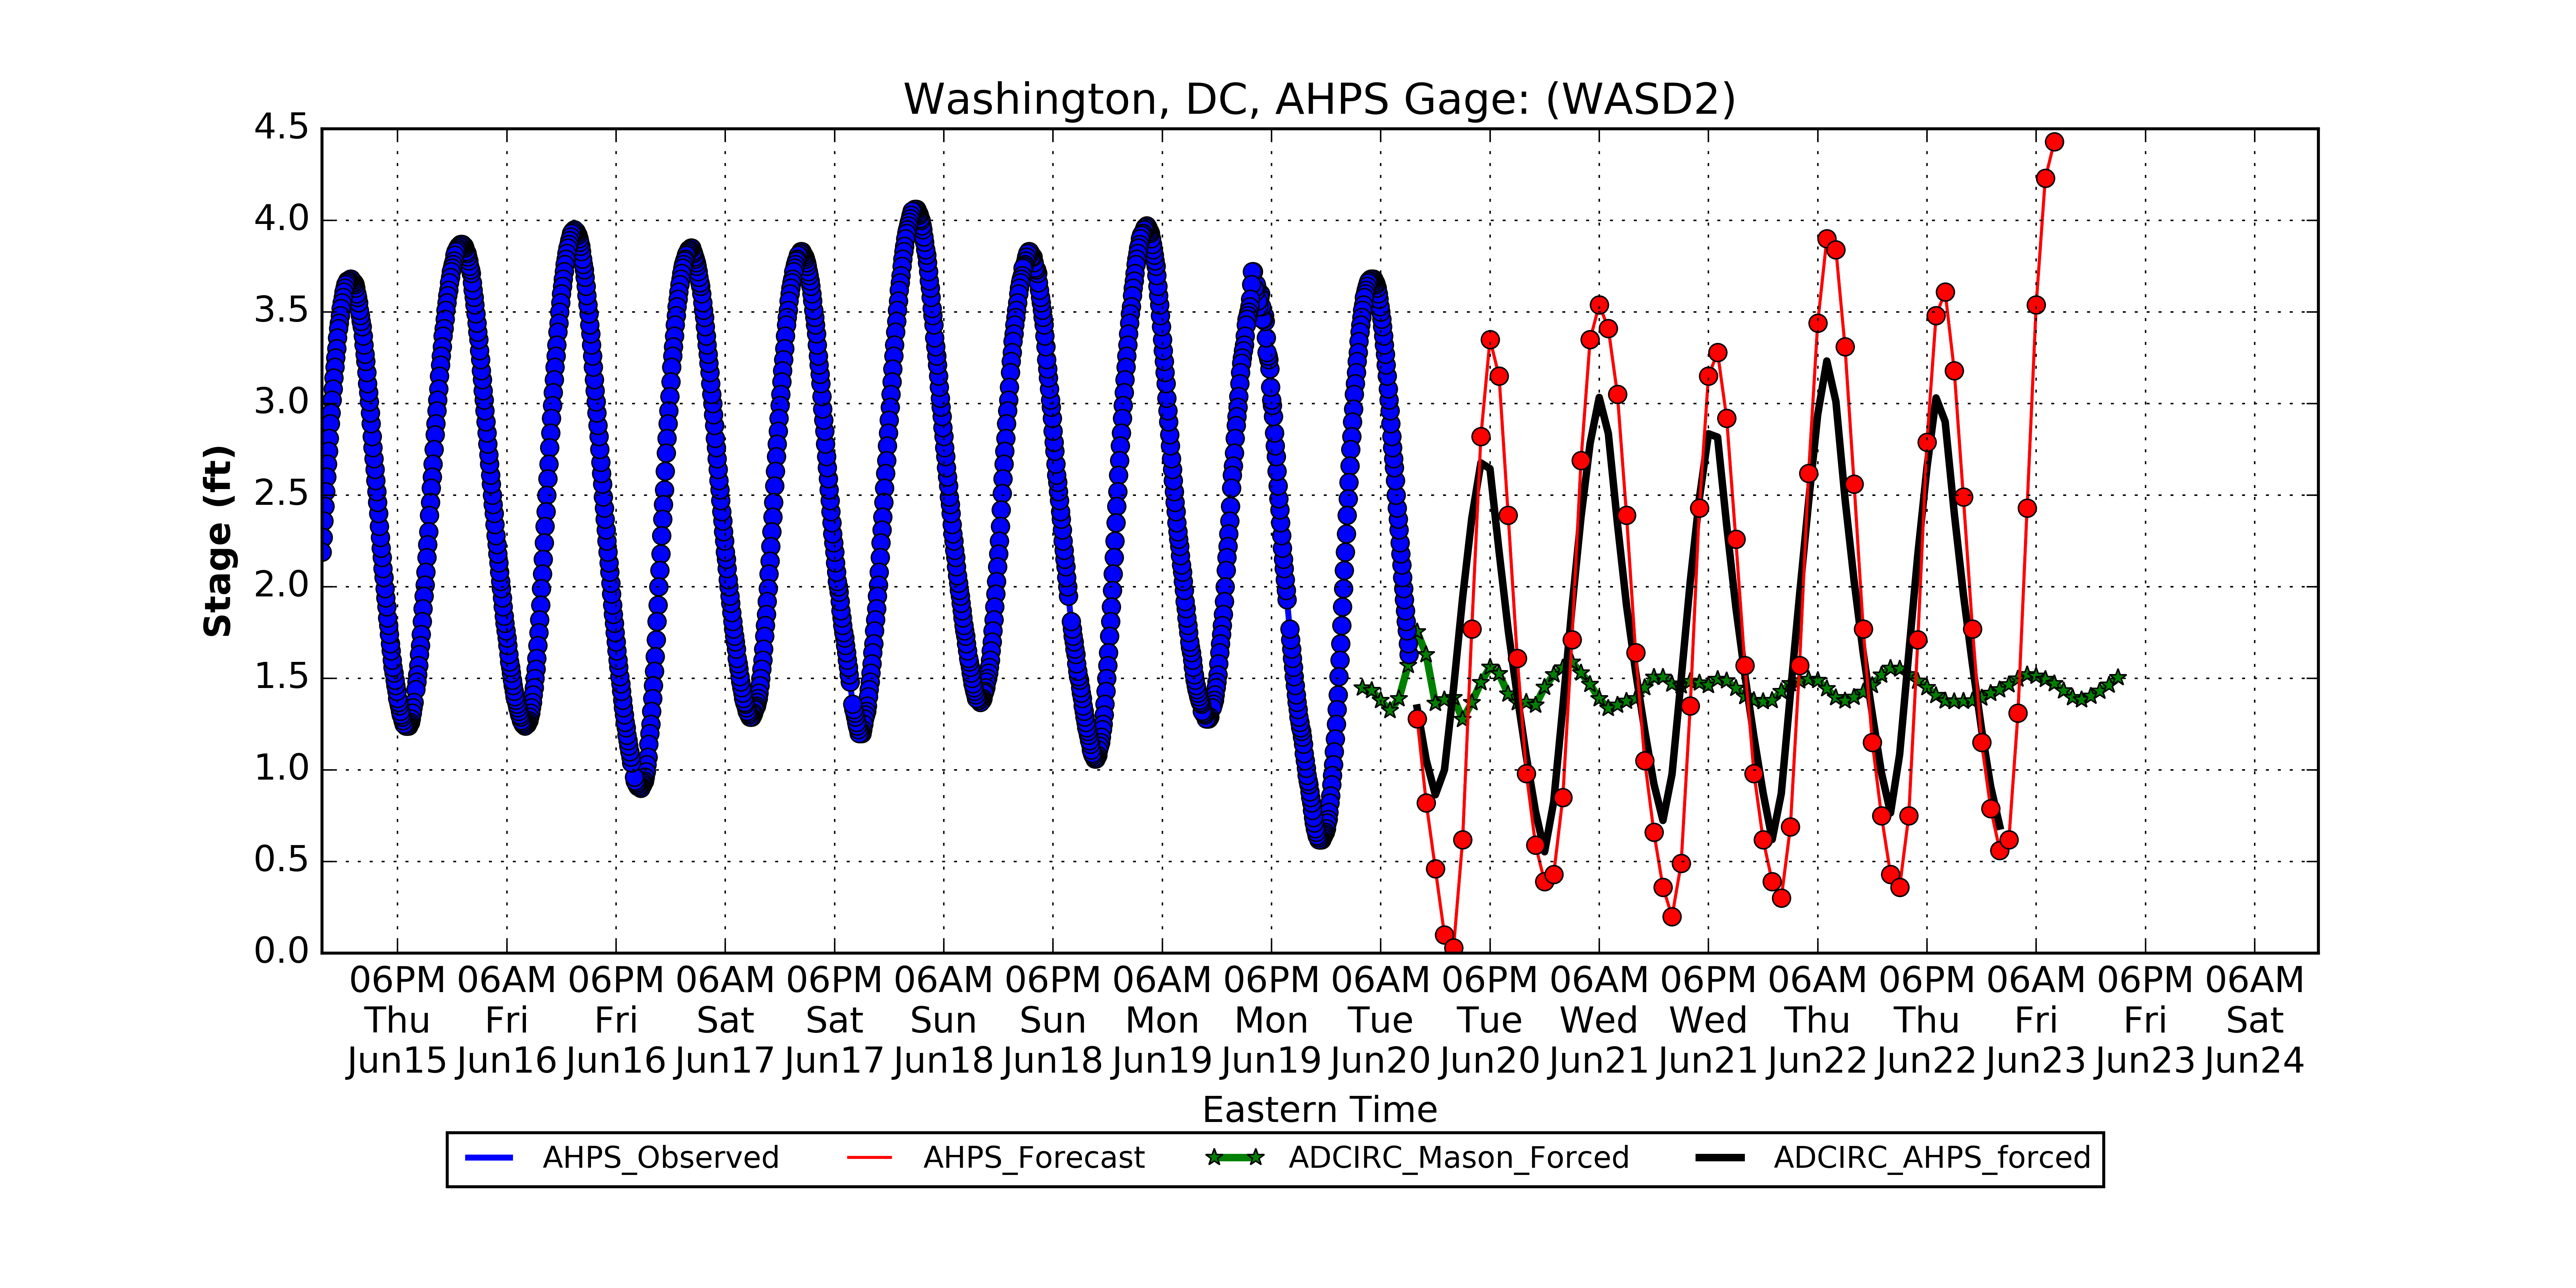 Washington, DC, AHPS Gage: (WASD2)
4.5
4.0
3.5
3.0
2.5
2.0
1.5
1.0
0.5
0.0
Stage (ft)
06PM 06AM 06PM 06AM 06PM 06AM 06PM 06AM 06PM 06AM 06PM 06AM 06PM 06AM 06PM 06AM 06PM 06AM
Thu Fri Fri Sat Sat Sun Sun Mon Mon Tue Tue Wed Wed Thu Thu Fri Fri Sat
Jun15 Jun16 Jun16 Jun17 Jun17 Jun18 Jun18 Jun19 Jun19 Jun20 Jun20 Jun21 Jun21 Jun22 Jun22 Jun23 Jun23 Jun24
Eastern Time
AHPS_Observed AHPS_Forecast ADCIRC_Mason_Forced ADCIRC_AHPS_forced